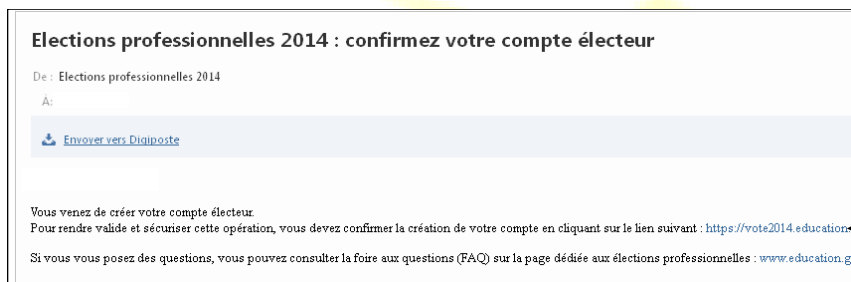 Elections professionnelles 2014 : confirmez votre compte électeur
De : Elections professionnelles 2014
À:
Envoyer vers Digiposte
Vous venez de créer votre compte électeur.
Pour rendre valide et sécuriser cette opération, vous devez confirmer la création de votre compte en cliquant sur le lien suivant : https://vote2014.education
Si vous vous posez des questions, vous pouvez consulter la foire aux questions (FAQ) sur la page dédiée aux élections professionnelles : www.education.g